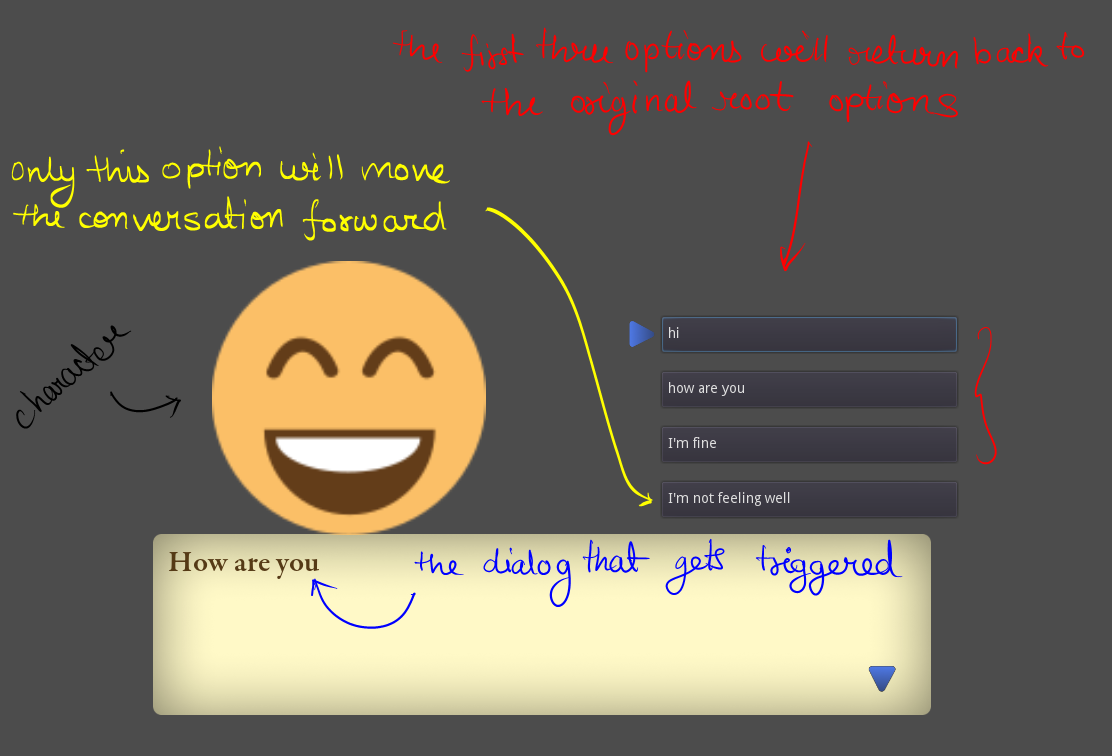 the first three options will return back to
the original root options
only this option will move
the conversation forward
character
hi
how are you
I'm fine
I'm not feeling well
How are you
the dialog that gets triggered